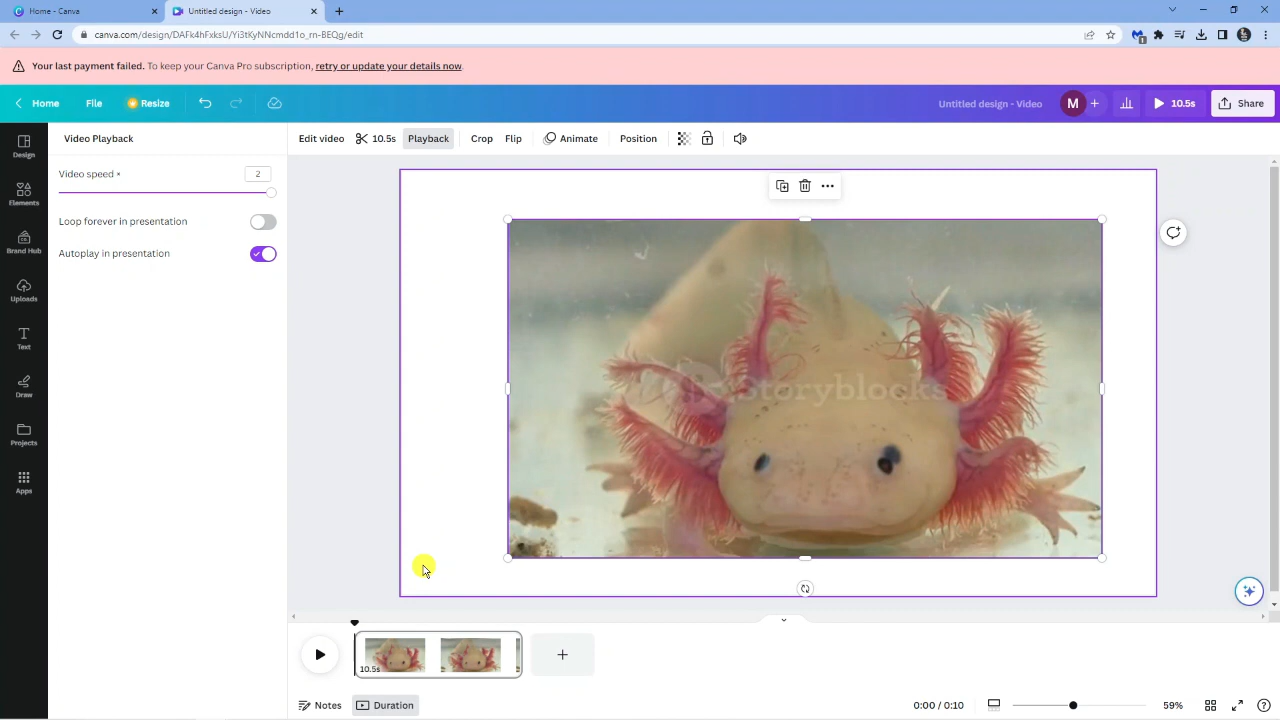 Home - Canva
Untitled design - Video
canva.com/design/DAFk4hFxksU/Yi3tKyNNcmdd1o_rn-BEQg/edit
1
Your last payment failed. To keep your Canva Pro subscription, retry or update your details now.
Home File Resize Untitled design - Video M 10.5s Share
Design
Elements
Brand Hub
Uploads
Text
Draw
Projects
Apps
Video Playback
Video speed ×
2
Loop forever in presentation
Autoplay in presentation
Edit video 10.5s Playback Crop Flip Animate Position
Storyblocks
10.5s
Notes Duration 0:00 / 0:10 59%